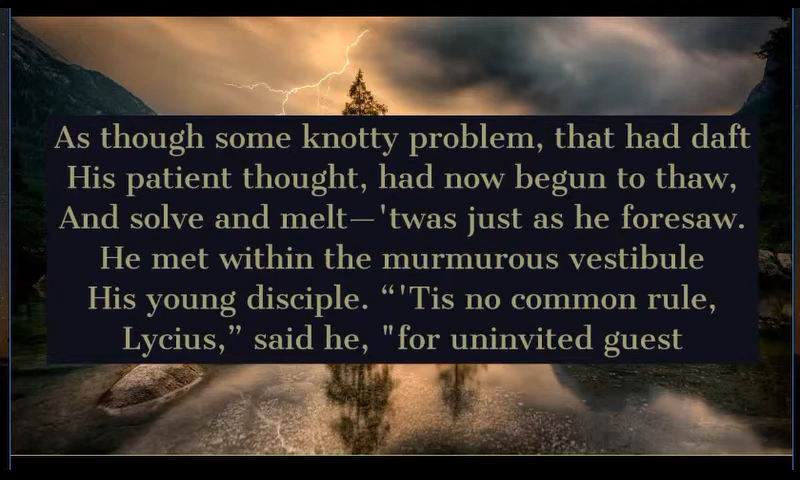 As though some knotty problem, that had daft
His patient thought, had now begun to thaw,
And solve and melt—'twas just as he foresaw.
He met within the murmurous vestibule
His young disciple. “'Tis no common rule,
Lycius,” said he, "for uninvited guest